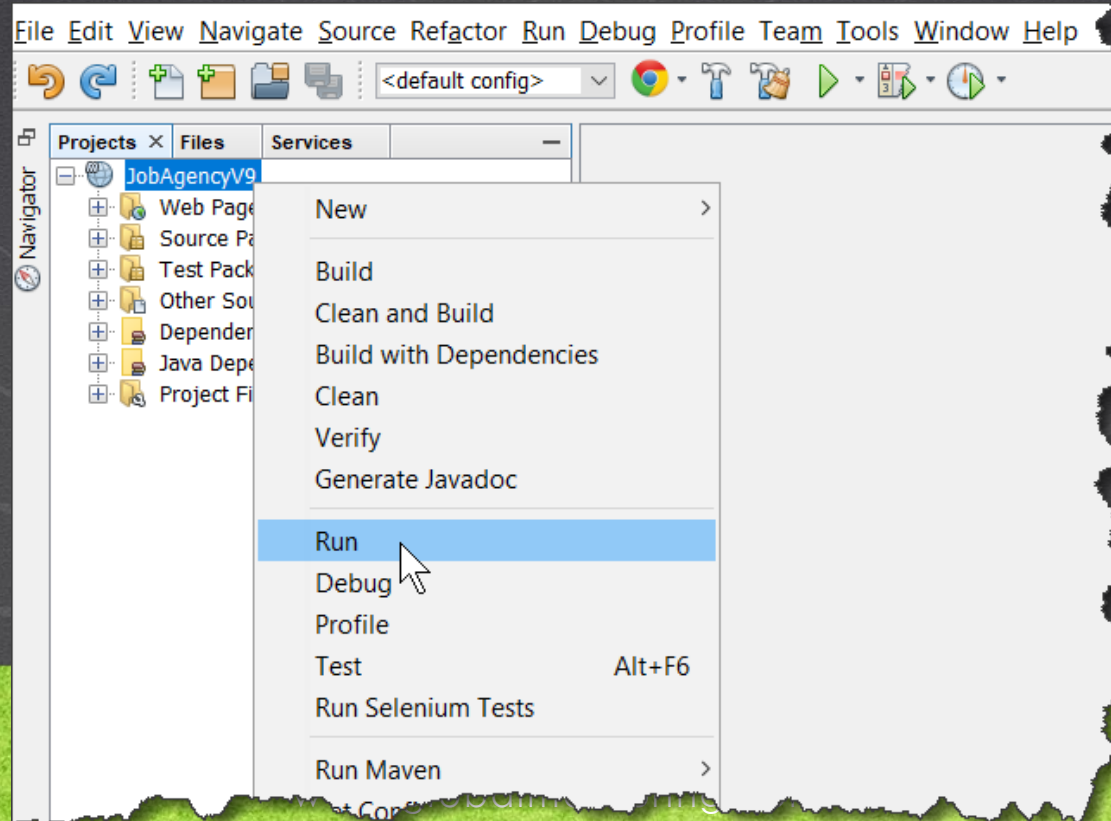 File Edit View Navigate Source Refactor Run Debug Profile Team Tools Window Help
<default config>
Projects Files Services
Navigator
JobAgencyV9
Web Page
Source Pa
Test Pack
Other Sou
Depender
Java Depe
Project Fi
New
Build
Clean and Build
Build with Dependencies
Clean
Verify
Generate Javadoc
Run
Debug
Profile
Test Alt+F6
Run Selenium Tests
Run Maven